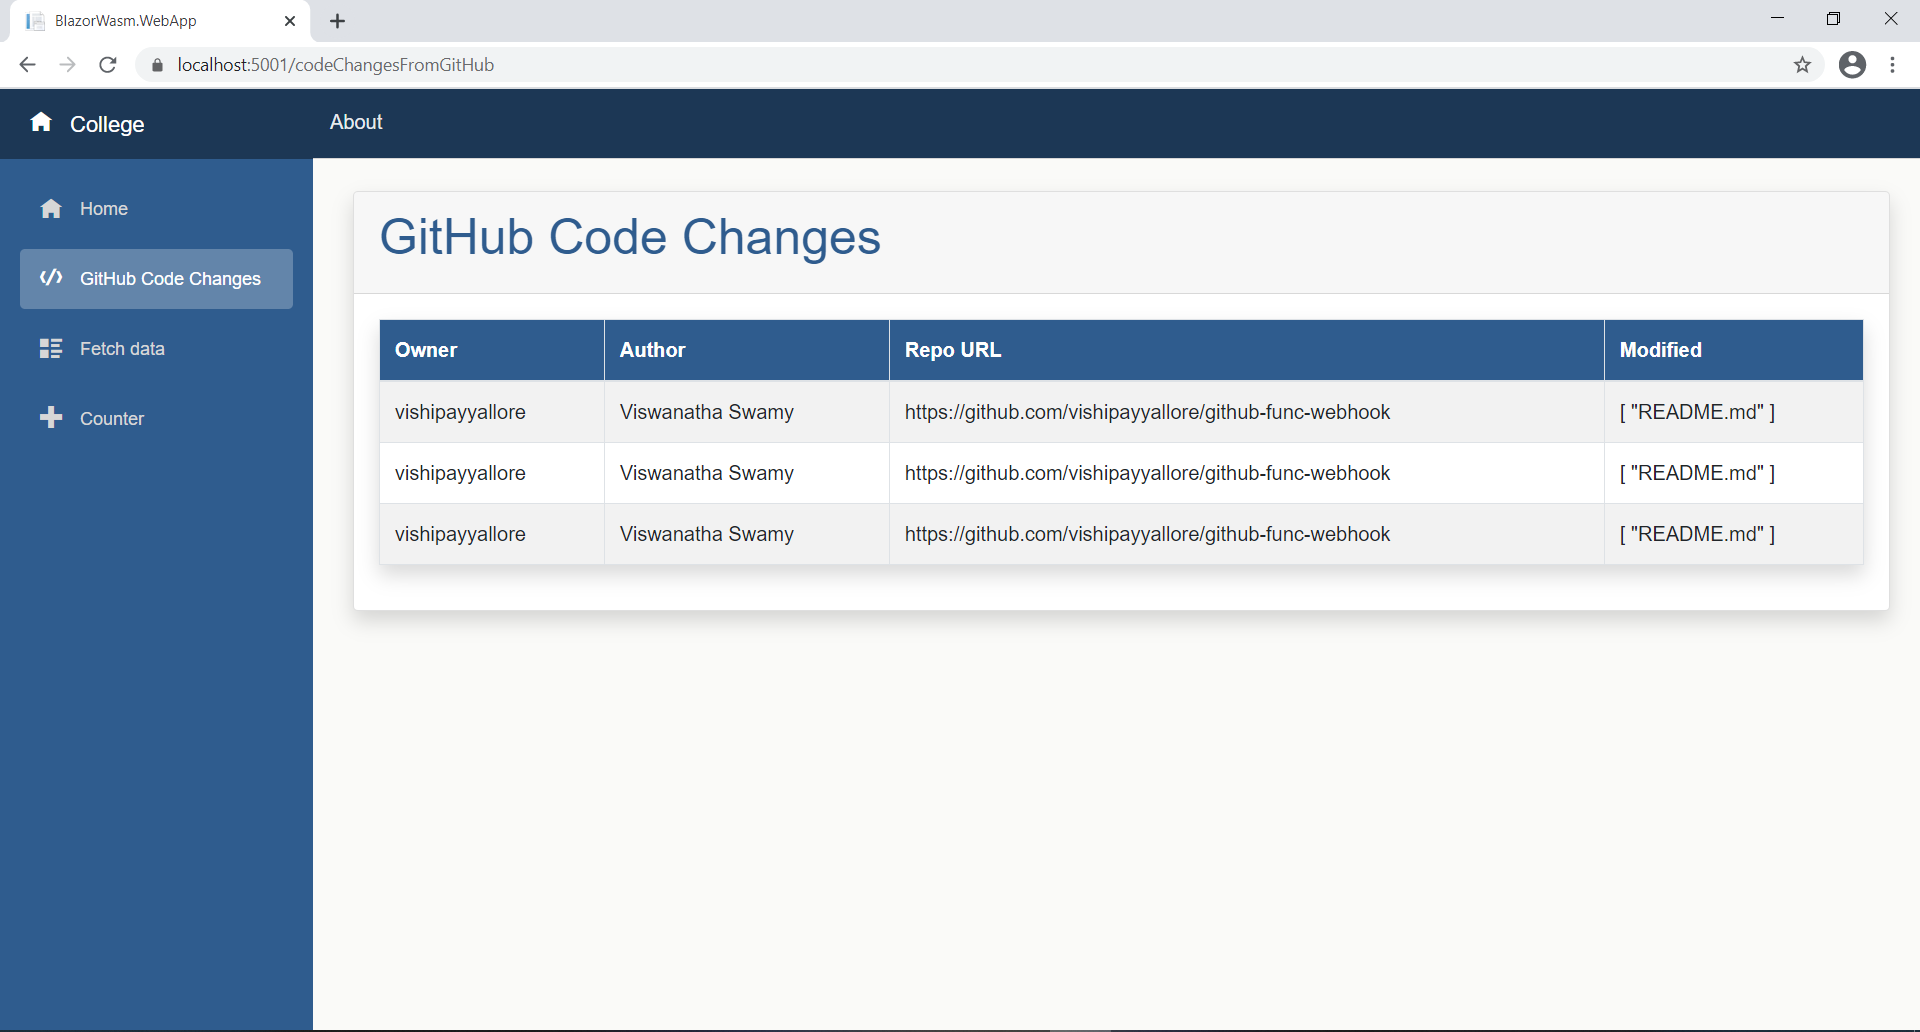 BlazorWasm.WebApp
localhost:5001/codeChangesFromGitHub
College
About
Home
GitHub Code Changes
Fetch data
Counter
GitHub Code Changes
Owner Author Repo URL Modified
vishipayyallore Viswanatha Swamy https://github.com/vishipayyallore/github-func-webhook [ "README.md" ]
vishipayyallore Viswanatha Swamy https://github.com/vishipayyallore/github-func-webhook [ "README.md" ]
vishipayyallore Viswanatha Swamy https://github.com/vishipayyallore/github-func-webhook [ "README.md" ]